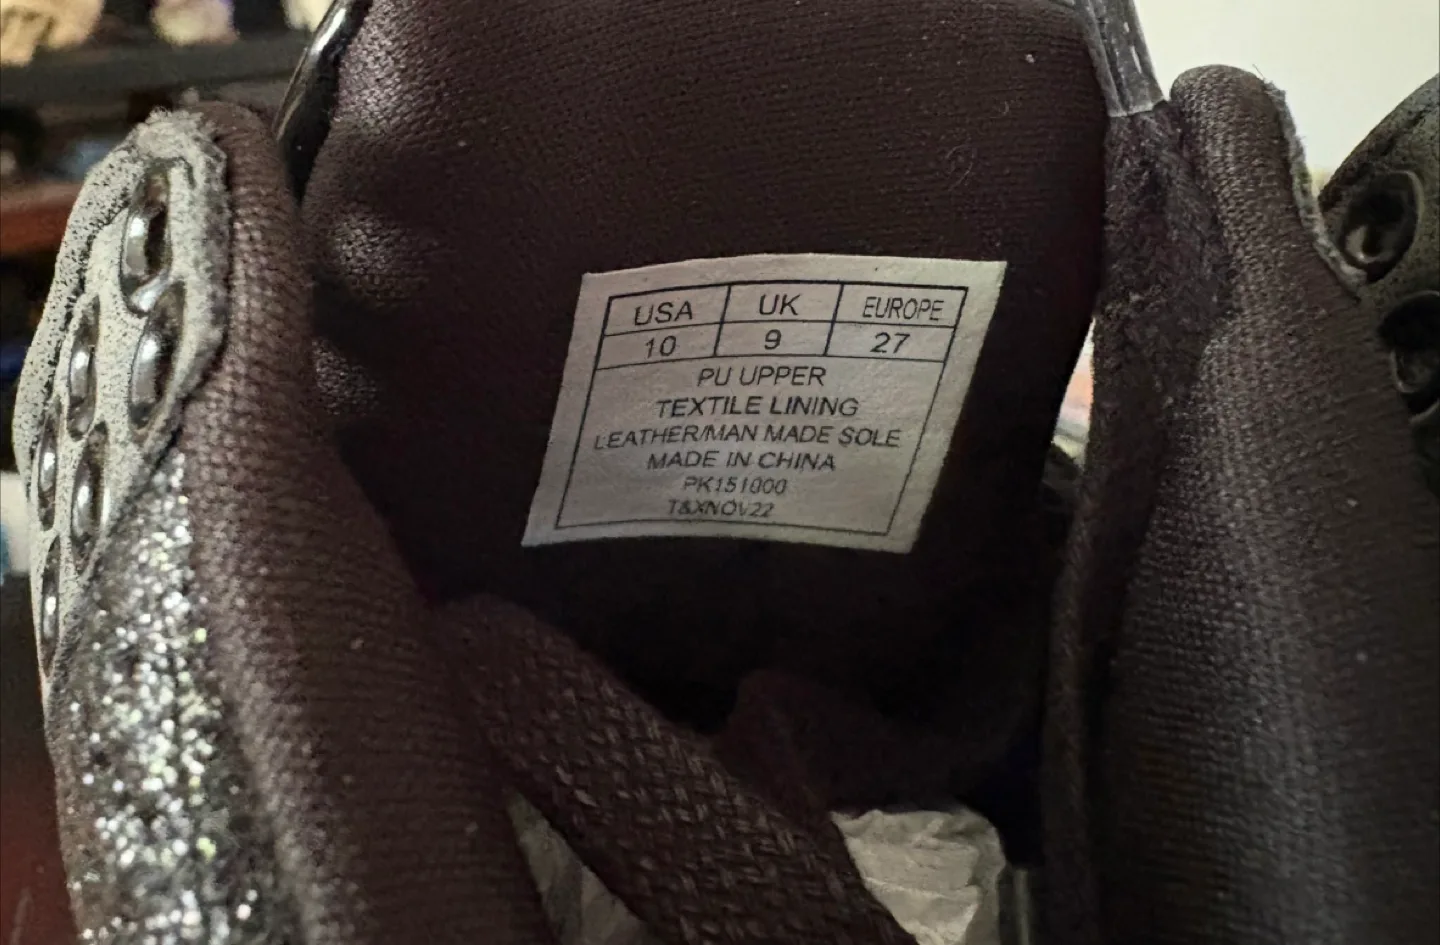 USA UK EUROPE
10 9 27
PU UPPER
TEXTILE LINING
LEATHER/MAN MADE SOLE
MADE IN CHINA
PK151000
T&XNOV22